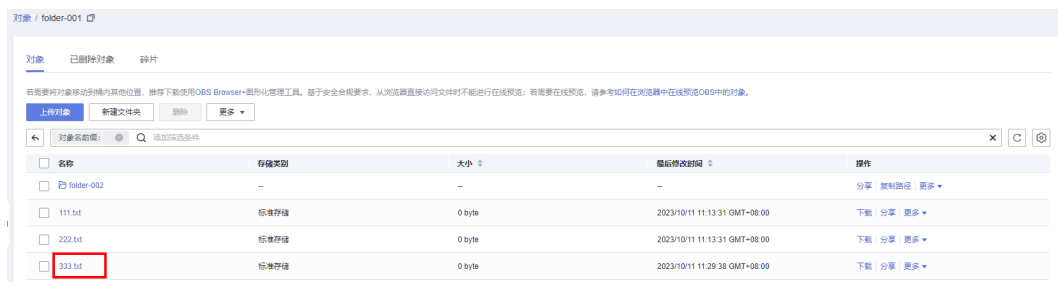 对象 / folder-001
对象 已删除对象 碎片
若需要将对象移动到桶内其他位置，推荐下载使用OBS Browser+图形化管理工具。基于安全合规要求，从浏览器直接访问文件时不能进行在线预览；若需要在线预览，请参考如何在浏览器中在线预览OBS中的对象。
上传对象 新建文件夹 删除 更多
对象名前缀: 添加筛选条件
名称 存储类别 大小 最后修改时间 操作
folder-002 -- -- -- 分享 复制路径 更多
111.txt 标准存储 0 byte 2023/10/11 11:13:31 GMT+08:00 下载 分享 更多
222.txt 标准存储 0 byte 2023/10/11 11:13:31 GMT+08:00 下载 分享 更多
333.txt 标准存储 0 byte 2023/10/11 11:29:38 GMT+08:00 下载 分享 更多